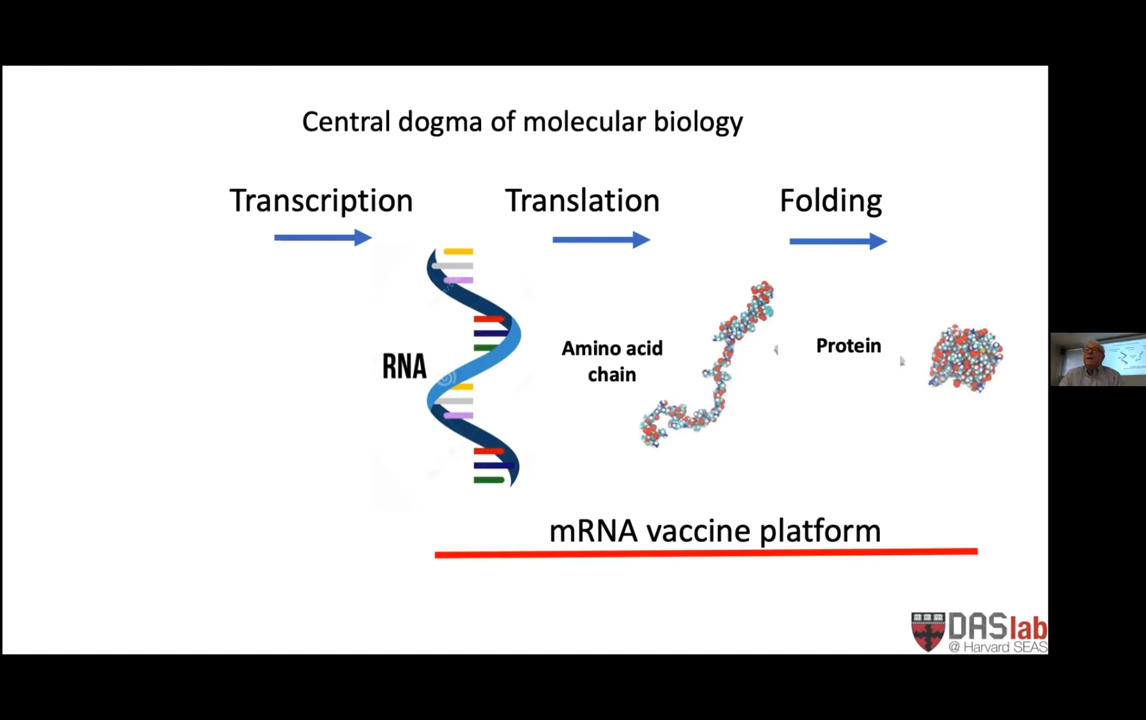 Central dogma of molecular biology
Transcription
Translation
Folding
RNA
Amino acid
chain
Protein
mRNA vaccine platform
DASlab
@ Harvard SEAS